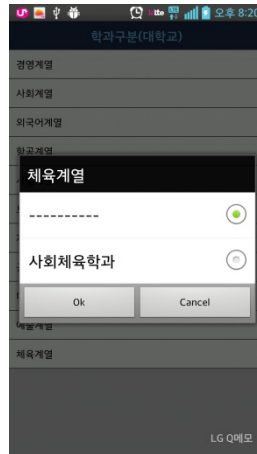 오후 8:20
학과구분(대학교)
경영계열
사회계열
외국어계열
항공계열
체육계열
----------
사회체육학과
Ok
Cancel
예술계열
체육계열
LG Q메모